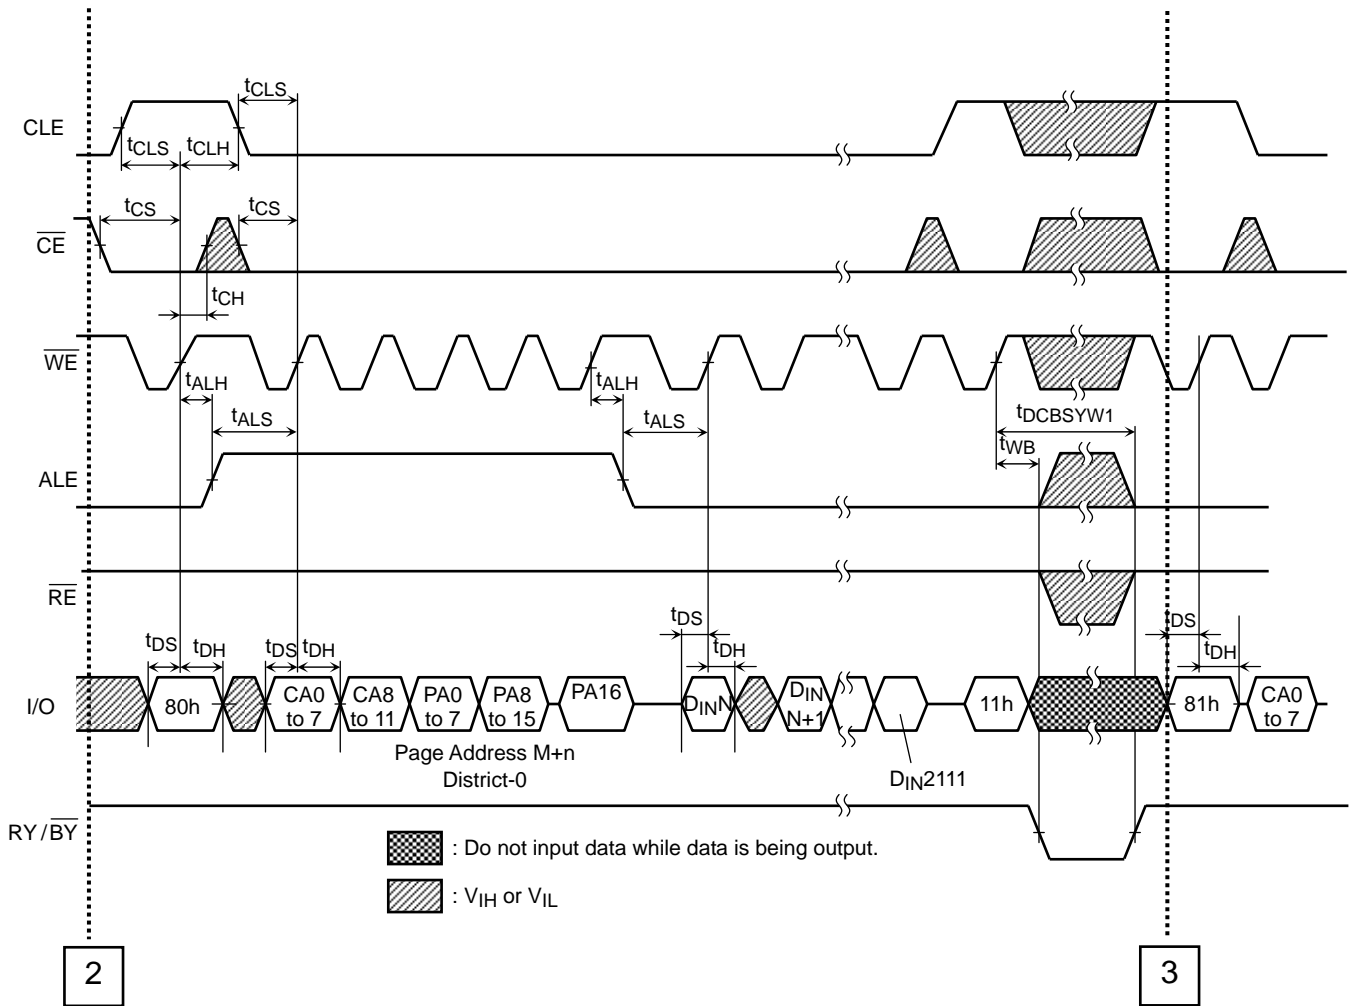 tCLS
CLE
tCLS tCLH
tCS tCS
CE
tCH
WE
tALH tALH
tALS tALS tDCBSYW1
tWB
ALE
RE
tDS tDH tDS tDH tDS tDH tDS tDH
I/O
80h
CA0 to 7
CA8 to 11
PA0 to 7
PA8 to 15
PA16
DINN
DIN N+1
11h
81h
CA0 to 7
Page Address M+n
District-0
DIN2111
RY/BY
: Do not input data while data is being output.
: VIH or VIL
2 3